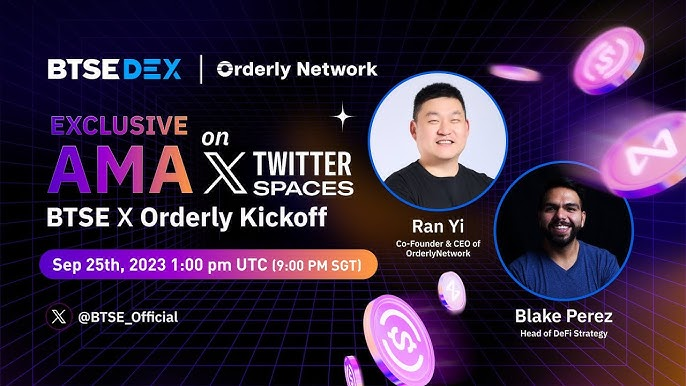 BTSE DEX | Orderly Network
EXCLUSIVE
AMA on X TWITTER SPACES
BTSE X Orderly Kickoff
Sep 25th, 2023 1:00 pm UTC (9:00 PM SGT)
X @BTSE_Official
Ran Yi
Co-Founder & CEO of
OrderlyNetwork
Blake Perez
Head of DeFi Strategy